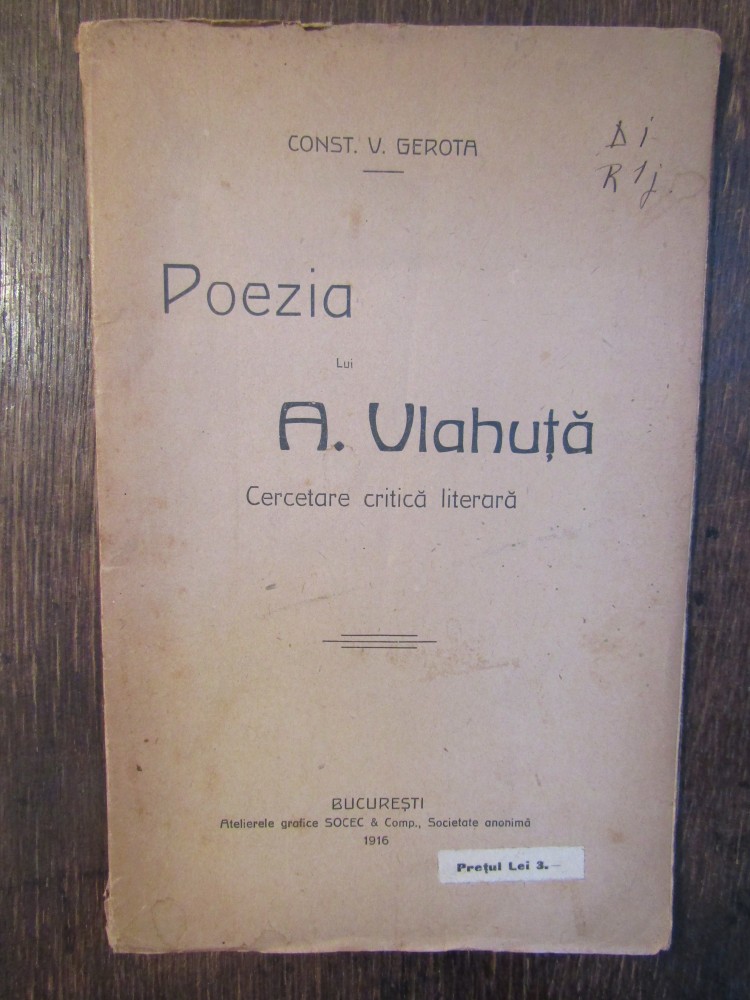 CONST. V. GEROTA
Δ i
R 1j.
Poezia
Lui
A. Vlahuță
Cercetare critică literară
BUCUREȘTI
Atelierele grafice SOCEC & Comp., Societate anonimă
1916
Prețul Lei 3.—